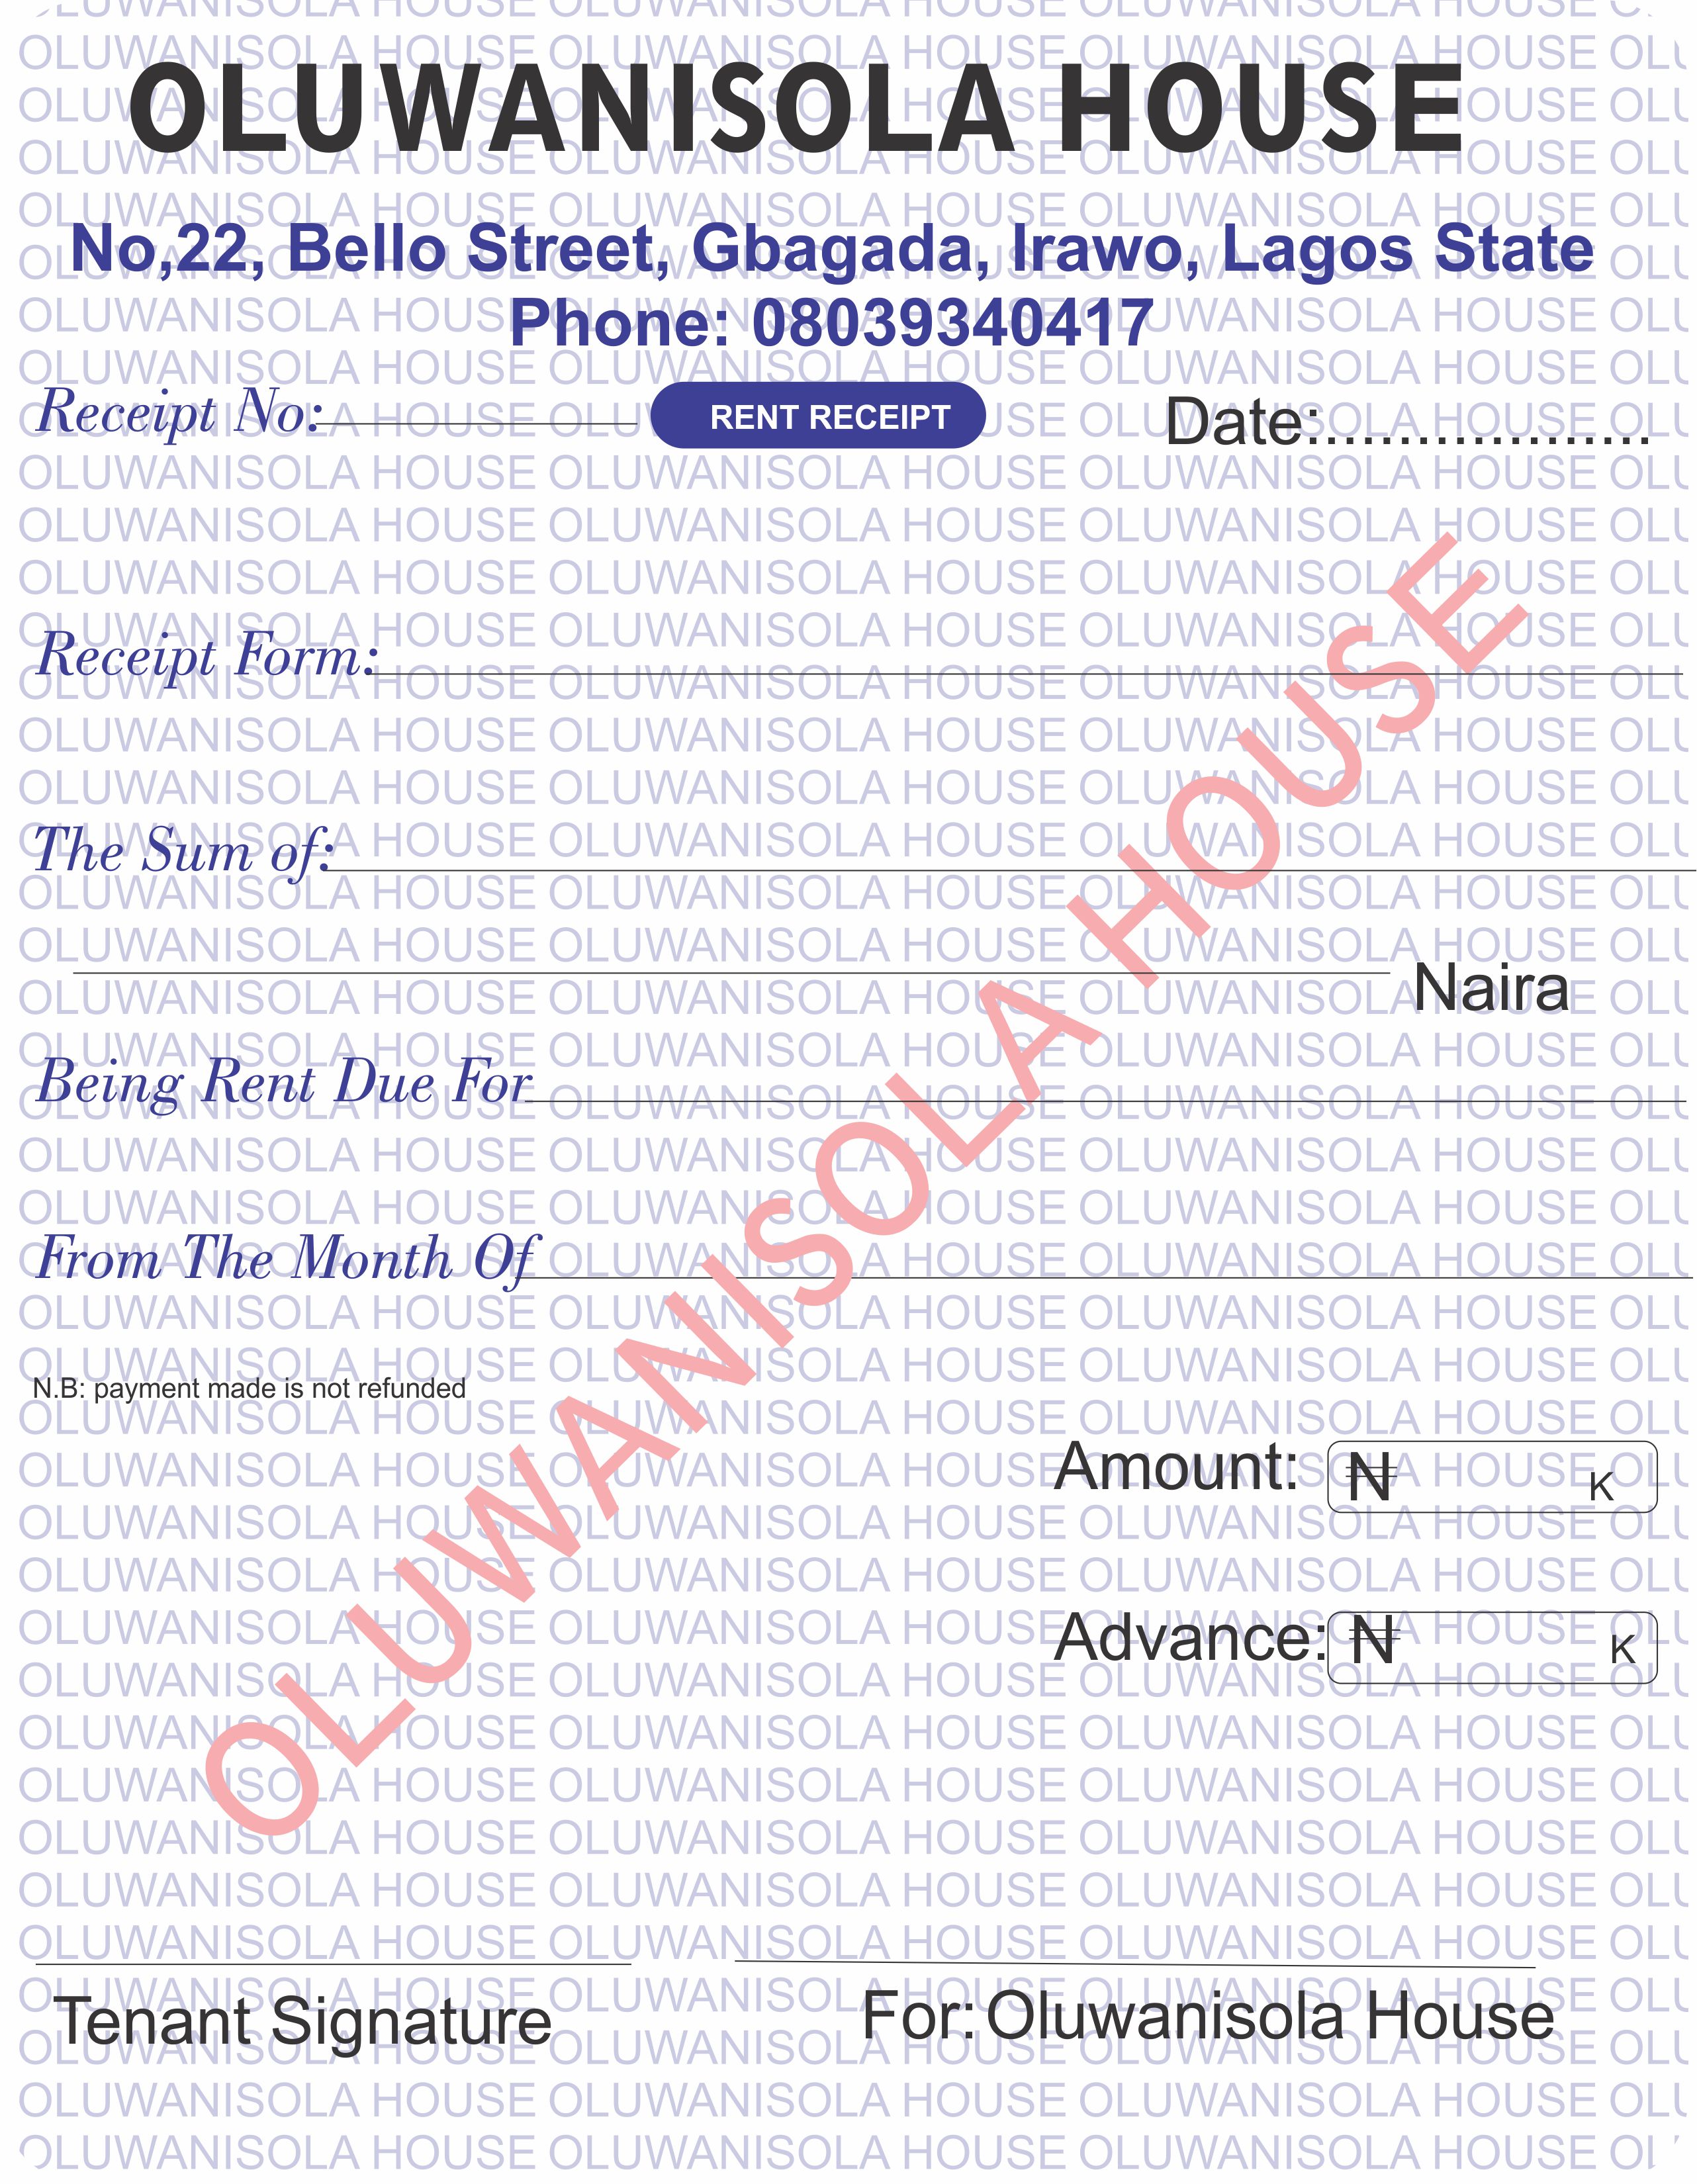 OLUWANISOLA HOUSE
No,22, Bello Street, Gbagada, Irawo, Lagos State
Phone: 08039340417
Receipt No: RENT RECEIPT Date:...................
Receipt Form:
The Sum of:
Naira
Being Rent Due For
From The Month Of
N.B: payment made is not refunded
Amount: ₦ K
Advance: ₦ K
OLUWANISOLA HOUSE
Tenant Signature For: Oluwanisola House